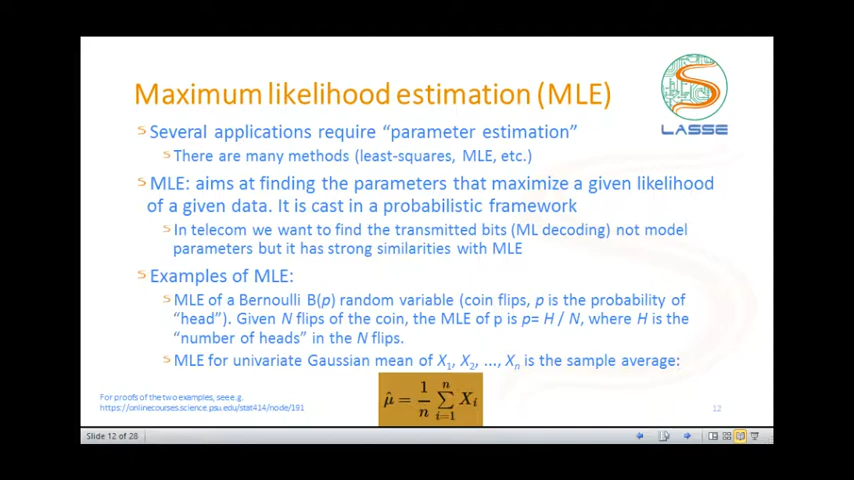 Maximum likelihood estimation (MLE)
LASSE
Several applications require “parameter estimation”
There are many methods (least-squares, MLE, etc.)
MLE: aims at finding the parameters that maximize a given likelihood
of a given data. It is cast in a probabilistic framework
In telecom we want to find the transmitted bits (ML decoding) not model
parameters but it has strong similarities with MLE
Examples of MLE:
MLE of a Bernoulli B(p) random variable (coin flips, p is the probability of
“head”). Given N flips of the coin, the MLE of p is p= H / N, where H is the
“number of heads” in the N flips.
MLE for univariate Gaussian mean of X₁, X₂, ..., Xₙ is the sample average:
μ̂ = 1/n ∑ᵢ₌₁ⁿ Xᵢ
For proofs of the two examples, seee.g.
https://onlinecourses.science.psu.edu/stat414/node/191
12
Slide 12 of 28